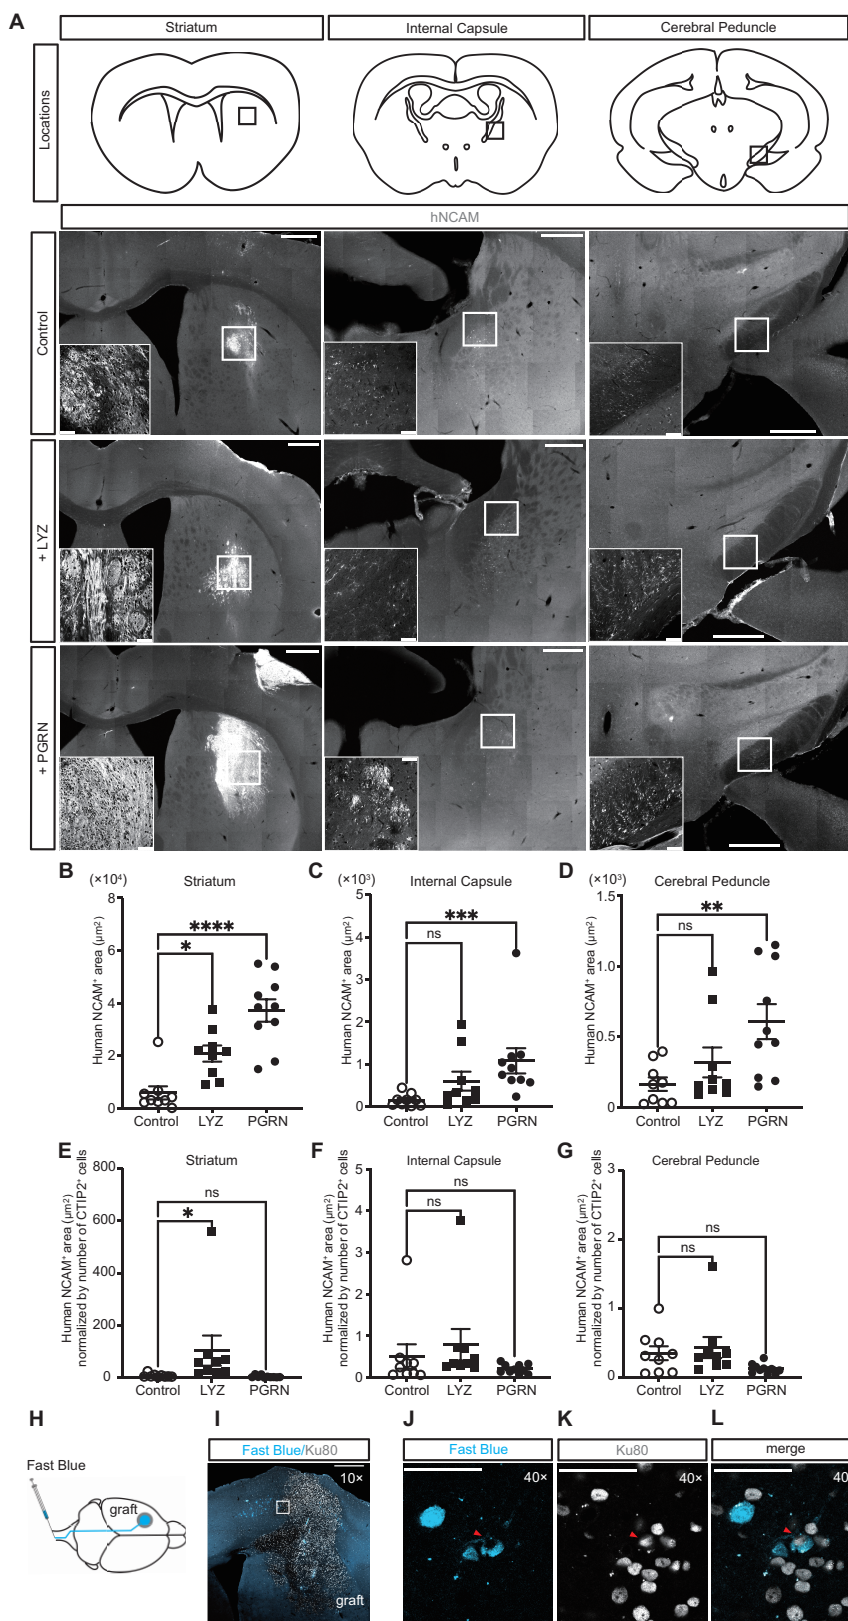 A
Striatum
Internal Capsule
Cerebral Peduncle
Locations
hNCAM
Control
+ LYZ
+ PGRN
B
(×10⁴)
Striatum
Human NCAM⁺ area (μm²)
8
6
4
2
0
****
*
Control
LYZ
PGRN
C
(×10³)
Internal Capsule
Human NCAM⁺ area (μm²)
5
4
3
2
1
0
***
ns
Control
LYZ
PGRN
D
(×10³)
Cerebral Peduncle
Human NCAM⁺ area (μm²)
1.5
1.0
0.5
0
**
ns
Control
LYZ
PGRN
E
Striatum
Human NCAM⁺ area (μm²)
normalized by number of CTIP2⁺ cells
800
600
400
200
0
ns
*
Control
LYZ
PGRN
F
Internal Capsule
Human NCAM⁺ area (μm²)
normalized by number of CTIP2⁺ cells
5
4
3
2
1
0
ns
ns
Control
LYZ
PGRN
G
Cerebral Peduncle
Human NCAM⁺ area (μm²)
normalized by number of CTIP2⁺ cells
3
2
1
0
ns
ns
Control
LYZ
PGRN
H
Fast Blue
graft
I
Fast Blue/Ku80
10×
graft
J
Fast Blue
40×
K
Ku80
40×
L
merge
40×